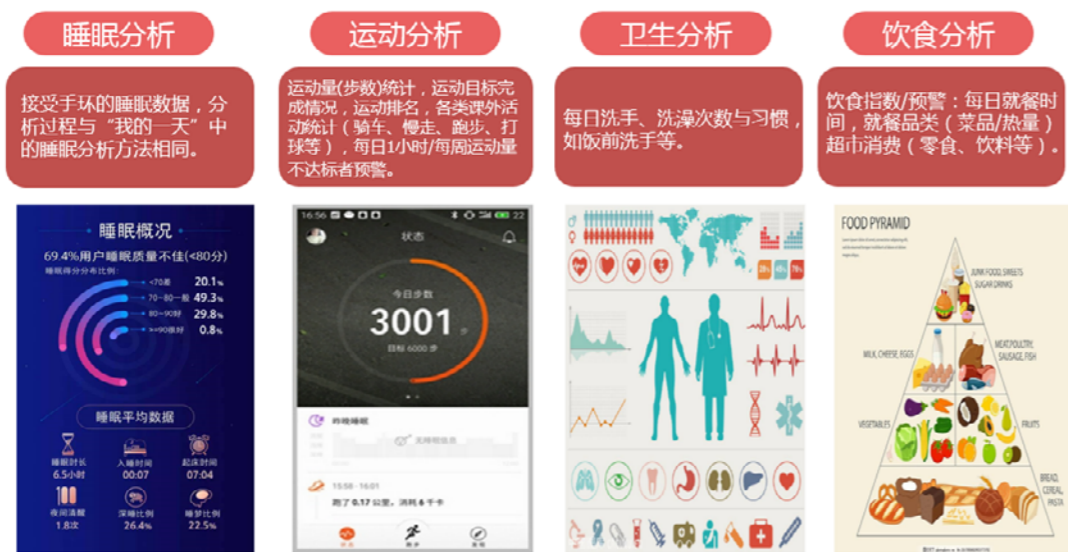 睡眠分析
接受手环的睡眠数据，分
析过程与“我的一天”中
的睡眠分析方法相同。
运动分析
运动量(步数)统计，运动目标完
成情况，运动排名，各类课外活
动统计（骑车、慢走、跑步、打
球等），每日1小时/每周运动量
不达标者预警。
卫生分析
每日洗手、洗澡次数与习惯，
如饭前洗手等。
饮食分析
饮食指数/预警：每日就餐时
间，就餐品类（菜品/热量）
超市消费（零食、饮料等）。
睡眠概况
69.4%用户睡眠质量不佳(<80分)
睡眠得分分布比例：
<70差 20.1%
70-80一般 49.3%
80-90好 29.8%
>=90很好 0.8%
睡眠平均数据
睡眠时长 入睡时间 起床时间
6.5小时 00:07 07:04
夜间清醒 深睡比例 睡梦比例
1.8次 26.4% 22.5%
16:56 22
状态
今日步数
3001 步
目标 6000 步
昨晚睡眠
无睡眠信息
15:58 - 16:01
跑了 0.17 公里，消耗 6 千卡
状态 跑步 发现
FOOD PYRAMID
JUNK FOOD, SWEETS
SUGAR DRINKS
MILK, CHEESE, EGGS
MEAT,POULTRY,
SAUSAGE, FISH
VEGETABLES
FRUITS
BREAD,
CEREAL,
PASTA